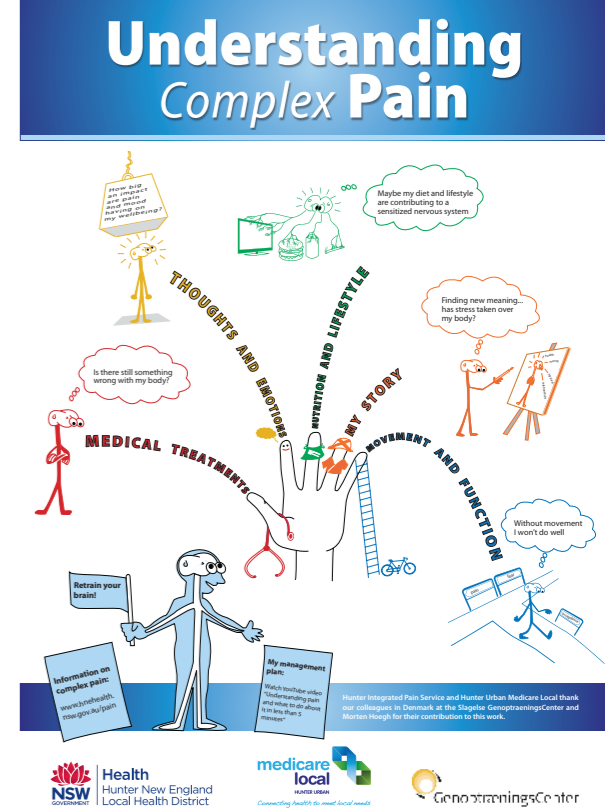 Understanding
Complex Pain
How big
an impact
are pain
and mood
having on
my wellbeing?
Maybe my diet and lifestyle
are contributing to a
sensitized nervous system
Finding new meaning...
has stress taken over
my body?
Is there still something
wrong with my body?
THOUGHTS AND EMOTIONS
NUTRITION AND LIFESTYLE
MY STORY
MEDICAL TREATMENTS
MOVEMENT AND FUNCTION
Without movement
I won't do well
Retrain your
brain!
Information on
complex pain:
www.hnehealth.
nsw.gov.au/pain
My management
plan:
Watch YouTube video
"Understanding pain
and what to do about
it in less than 5
minutes"
Hunter Integrated Pain Service and Hunter Urban Medicare Local thank
our colleagues in Denmark at the Slagelse GenoptraeningsCenter and
Morten Hoegh for their contribution to this work.
NSW
GOVERNMENT
Health
Hunter New England
Local Health District
medicare
local
HUNTER URBAN
Connecting health to meet local needs
GenoptræningsCenter